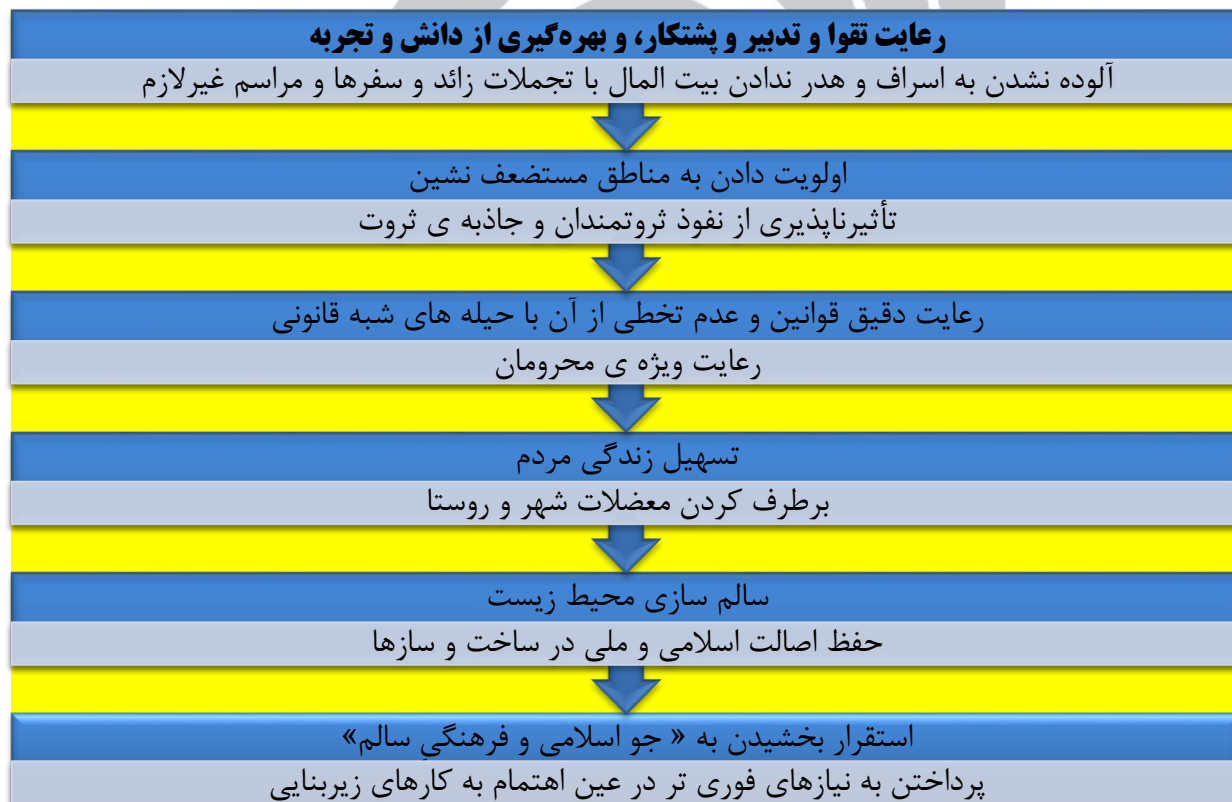 رعایت تقوا و تدبیر و پشتکار، و بهره‌گیری از دانش و تجربه
آلوده نشدن به اسراف و هدر ندادن بیت المال با تجملات زائد و سفرها و مراسم غیرلازم
اولویت دادن به مناطق مستضعف نشین
تأثیرناپذیری از نفوذ ثروتمندان و جاذبه ی ثروت
رعایت دقیق قوانین و عدم تخطی از آن با حیله های شبه قانونی
رعایت ویژه ی محرومان
تسهیل زندگی مردم
برطرف کردن معضلات شهر و روستا
سالم سازی محیط زیست
حفظ اصالت اسلامی و ملی در ساخت و سازها
استقرار بخشیدن به « جو اسلامی و فرهنگیِ سالم»
پرداختن به نیازهای فوری تر در عین اهتمام به کارهای زیربنایی